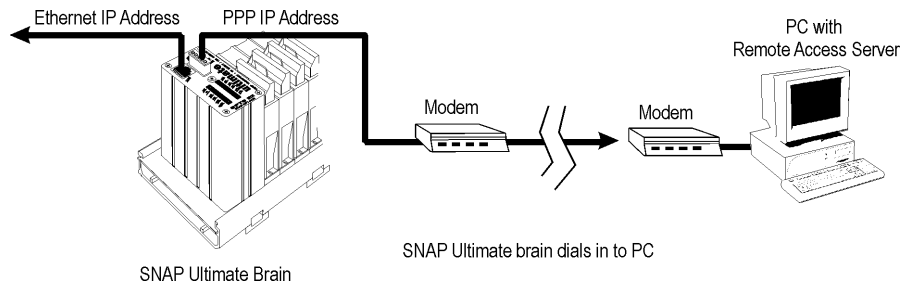 Ethernet IP Address
PPP IP Address
PC with
Remote Access Server
Modem
Modem
SNAP Ultimate brain dials in to PC
SNAP Ultimate Brain